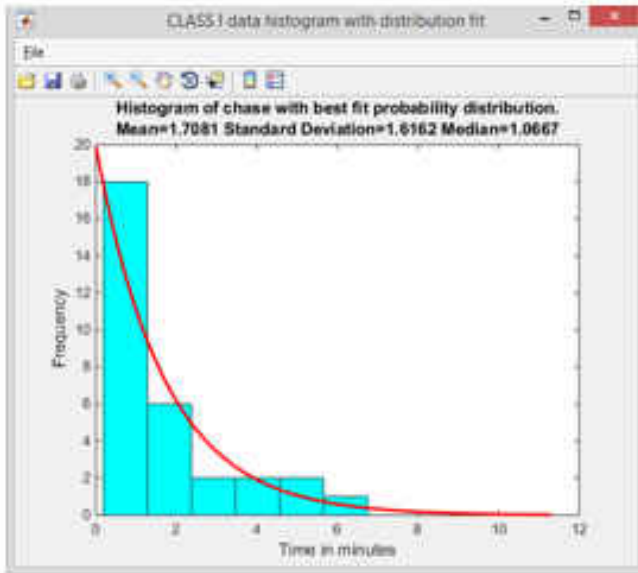 CLASS I data histogram with distribution fit
File
Histogram of chase with best fit probability distribution.
Mean=1.7081 Standard Deviation=1.6162 Median=1.0667
20
18
16
14
12
10
8
6
4
2
0
Frequency
0 2 4 6 8 10 12
Time in minutes